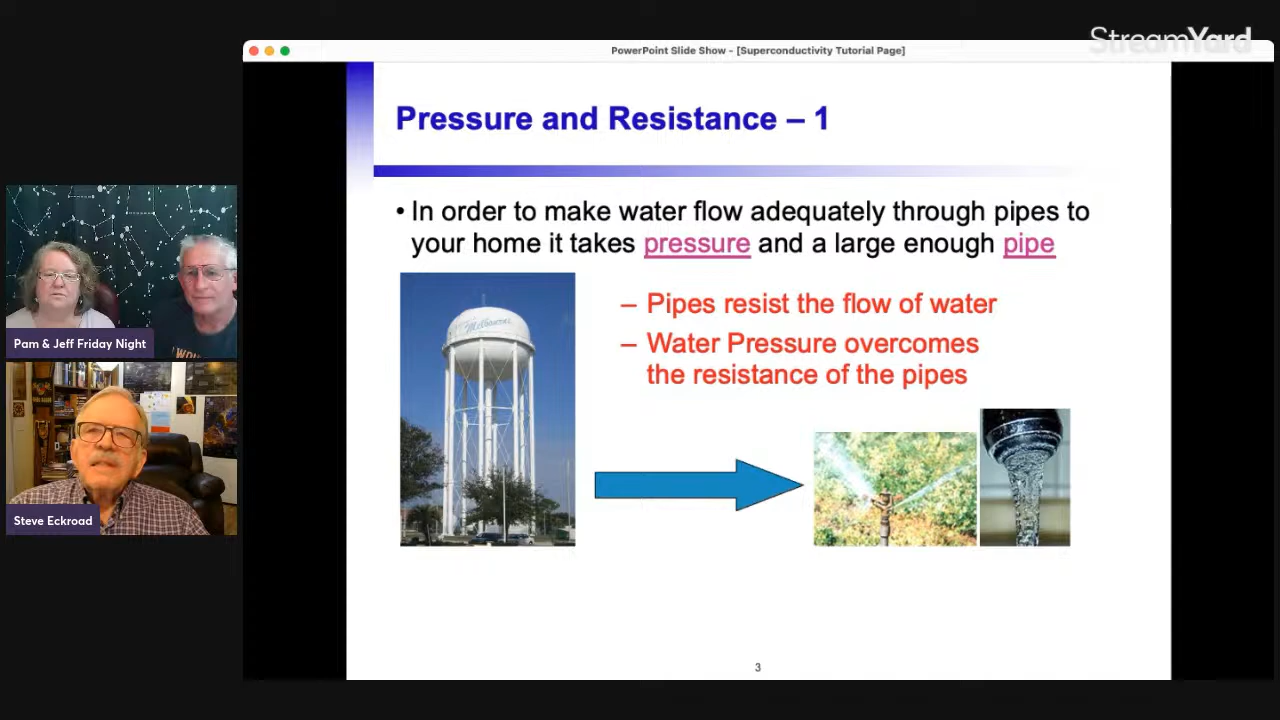 StreamYard
PowerPoint Slide Show - [Superconductivity Tutorial Page]
Pressure and Resistance – 1
• In order to make water flow adequately through pipes to
your home it takes pressure and a large enough pipe
Melbourne
– Pipes resist the flow of water
– Water Pressure overcomes
the resistance of the pipes
Pam & Jeff Friday Night
Steve Eckroad
3